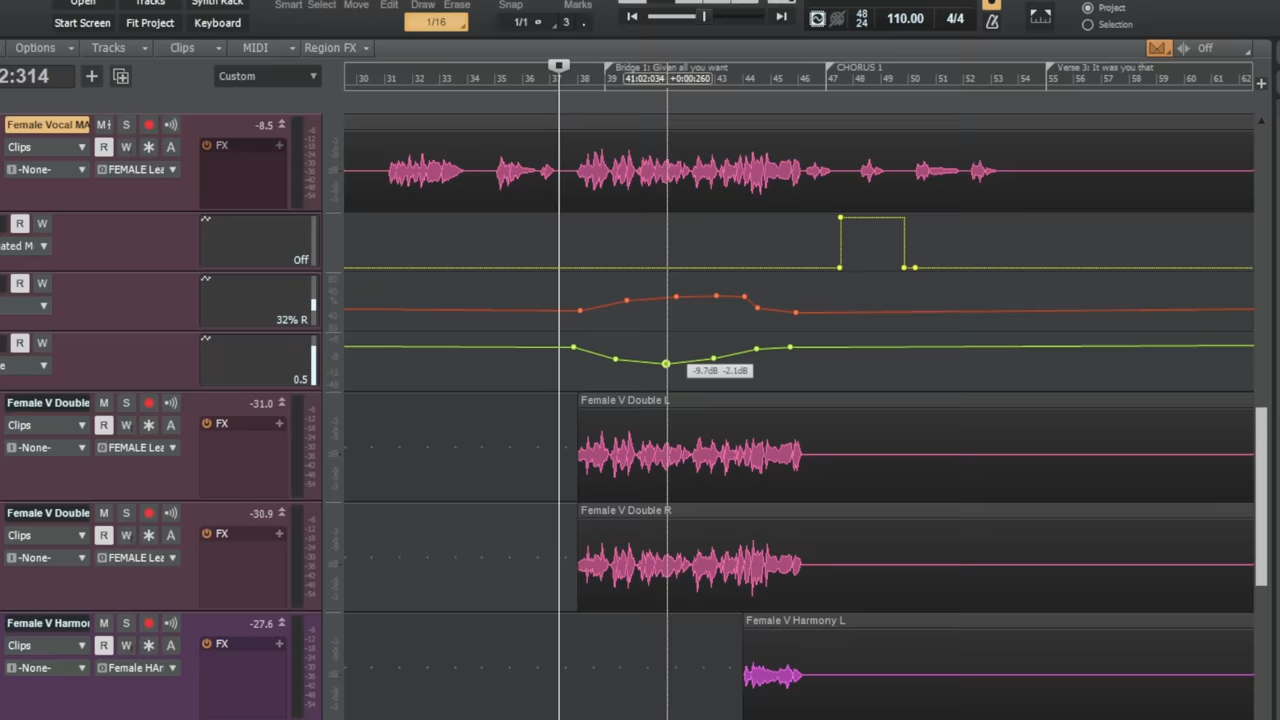 Open Tracks Synth Rack Smart Select Move Edit Draw Erase Snap Marks Project
Start Screen Fit Project Keyboard 1/16 1/1 3 48 24 110.00 4/4 Selection
Options Tracks Clips MIDI Region FX Off
2:314 Custom
Bridge 1: Given all you want CHORUS 1 Verse 3: It was you that
30 31 32 33 34 35 36 37 38 39 41:02:034 +0:00:260 43 44 45 46 47 48 49 50 51 52 53 54 55 56 57 58 59 60 61 62
Female Vocal MA M S -8.5
Clips R W A FX
-None- FEMALE Lea
R W
ated M Off
R W
32% R
R W
e 0.5
-9.7dB -2.1dB
Female V Double M S -31.0 Female V Double L
Clips R W A FX
-None- FEMALE Lea
Female V Double M S -30.9 Female V Double R
Clips R W A FX
-None- FEMALE Lea
Female V Harmo M S -27.6 Female V Harmony L
Clips R W A FX
-None- Female HAr